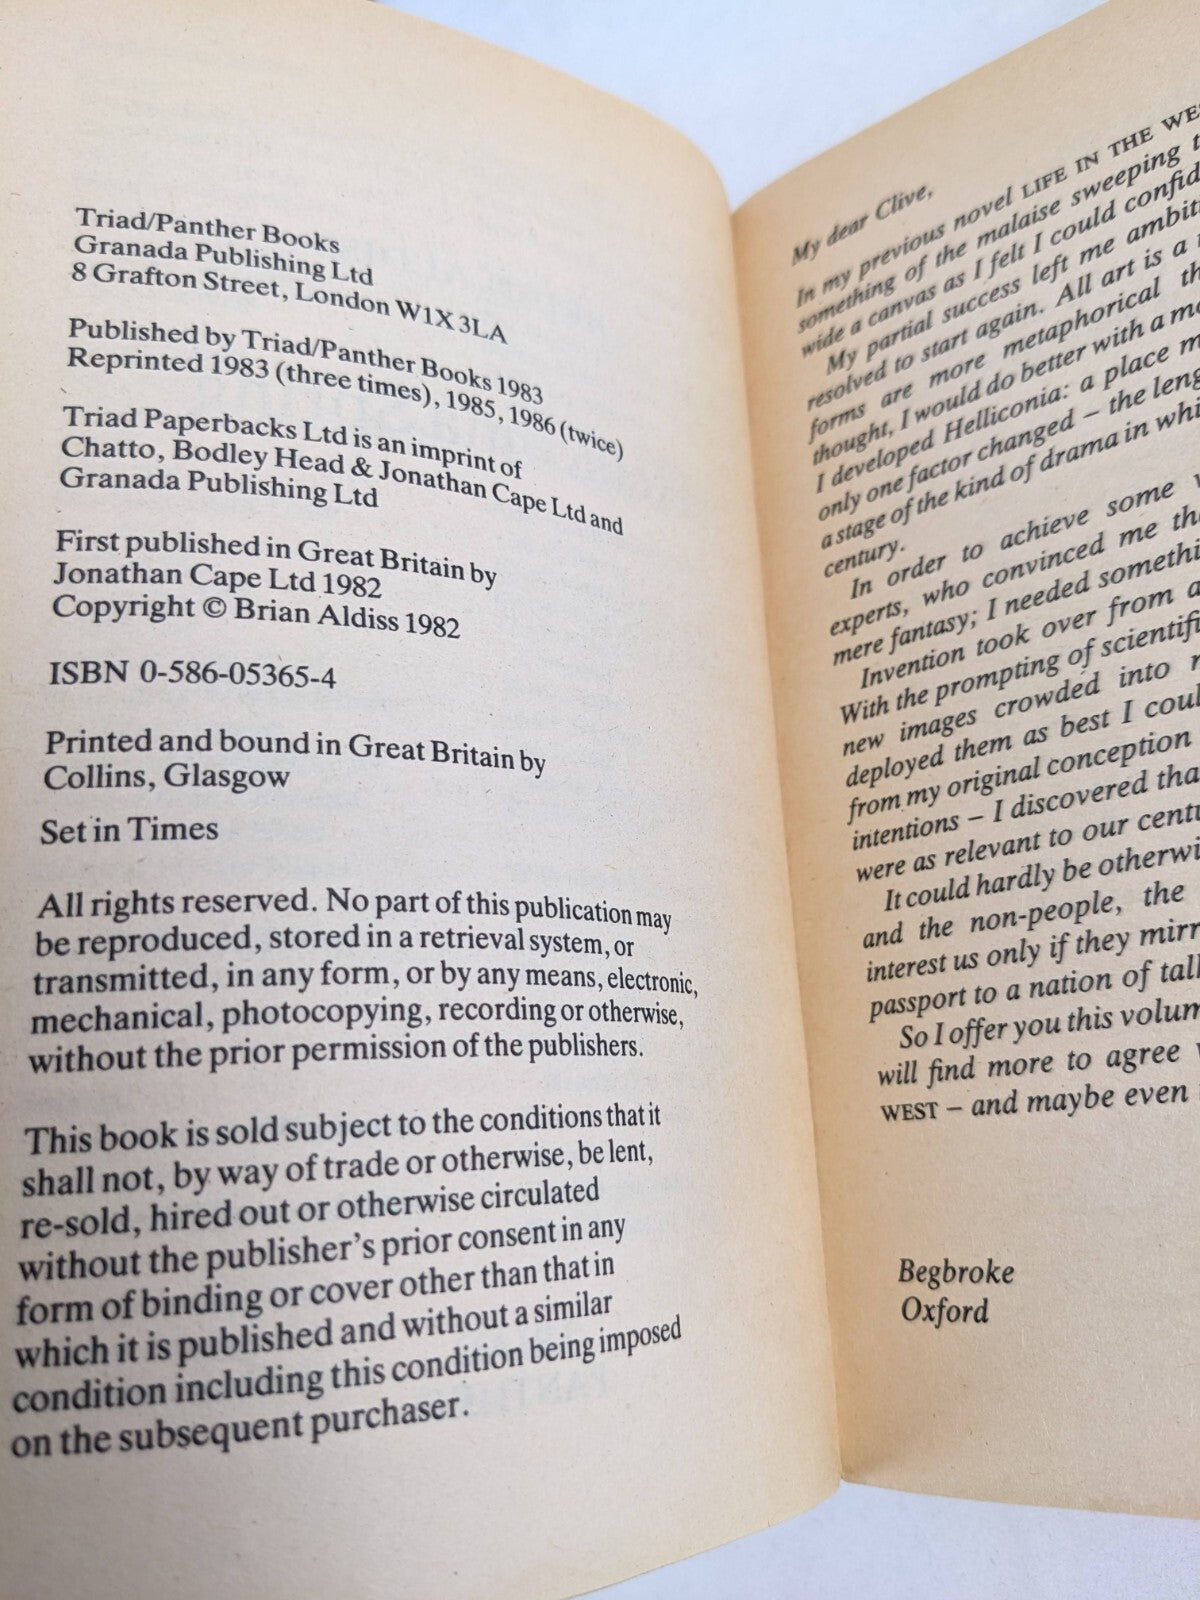 Triad/Panther Books
Granada Publishing Ltd
8 Grafton Street, London W1X 3LA
Published by Triad/Panther Books 1983
Reprinted 1983 (three times), 1985, 1986 (twice)
Triad Paperbacks Ltd is an imprint of
Chatto, Bodley Head & Jonathan Cape Ltd and
Granada Publishing Ltd
First published in Great Britain by
Jonathan Cape Ltd 1982
Copyright © Brian Aldiss 1982
ISBN 0-586-05365-4
Printed and bound in Great Britain by
Collins, Glasgow
Set in Times
All rights reserved. No part of this publication may
be reproduced, stored in a retrieval system, or
transmitted, in any form, or by any means, electronic,
mechanical, photocopying, recording or otherwise,
without the prior permission of the publishers.
This book is sold subject to the conditions that it
shall not, by way of trade or otherwise, be lent,
re-sold, hired out or otherwise circulated
without the publisher's prior consent in any
form of binding or cover other than that in
which it is published and without a similar
condition including this condition being imposed
on the subsequent purchaser.
My dear Clive,
In my previous novel LIFE IN THE WE
something of the malaise sweeping
wide a canvas as I felt I could
My partial success left me
resolved to start again. All art is a
forms are more metaphorical
thought, I would do better with a
I developed Helliconia: a place
only one factor changed – the
a stage of the kind of drama in
century.
In order to achieve some
experts, who convinced me
mere fantasy; I needed
Invention took over from
With the prompting of
new images crowded into
deployed them as best I
from my original conception
intentions – I discovered
were as relevant to our
It could hardly be
and the non-people, the
interest us only if they
passport to a nation of
So I offer you this
will find more to agree
WEST – and maybe even
Begbroke
Oxford